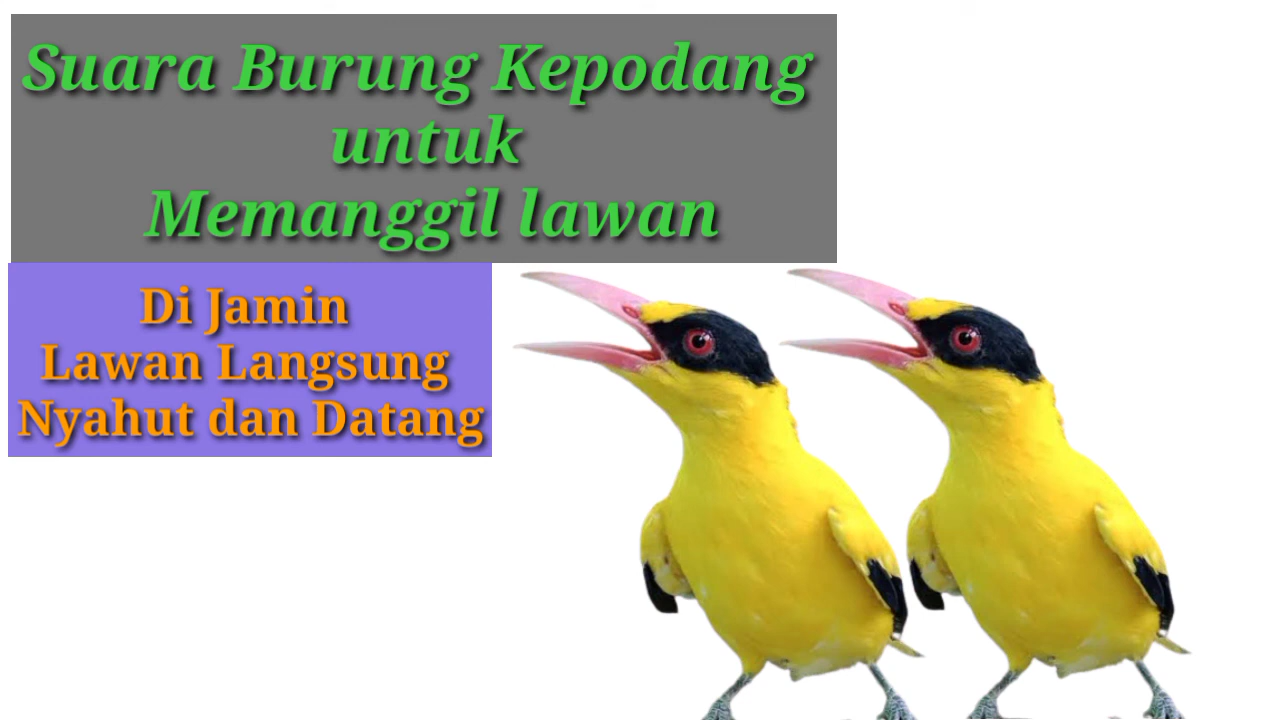 Suara Burung Kepodang
untuk
Memanggil lawan
Di Jamin
Lawan Langsung
Nyahut dan Datang